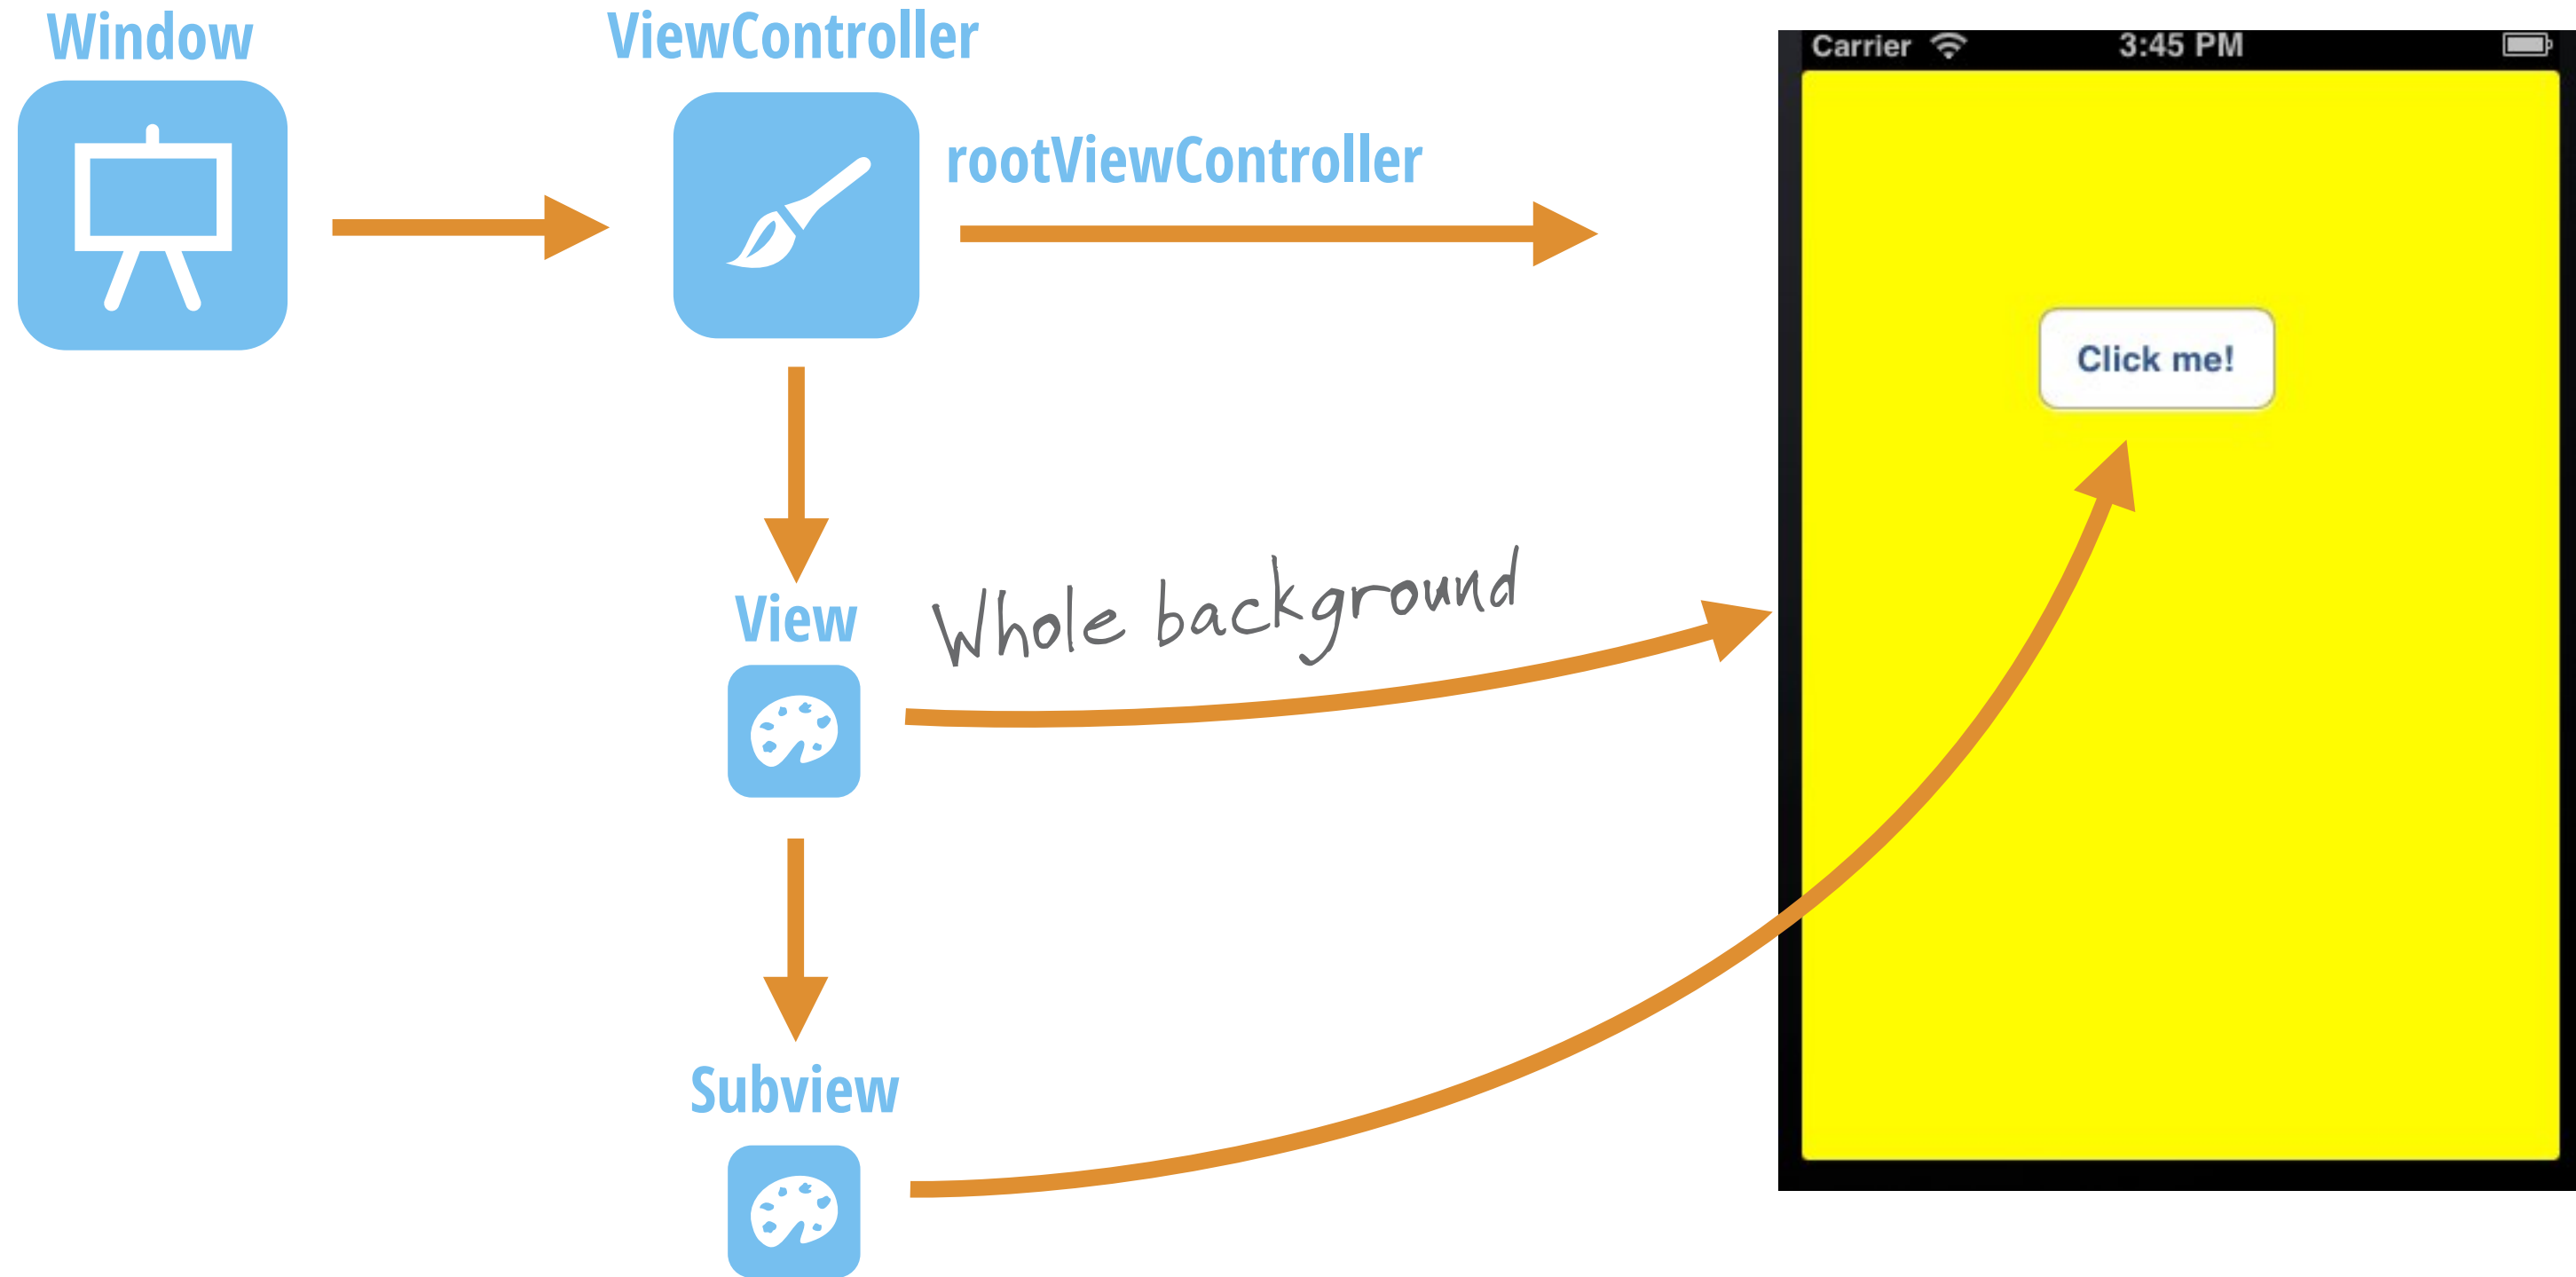 Window
ViewController
rootViewController
Carrier 3:45 PM
Click me!
View
Whole background
Subview